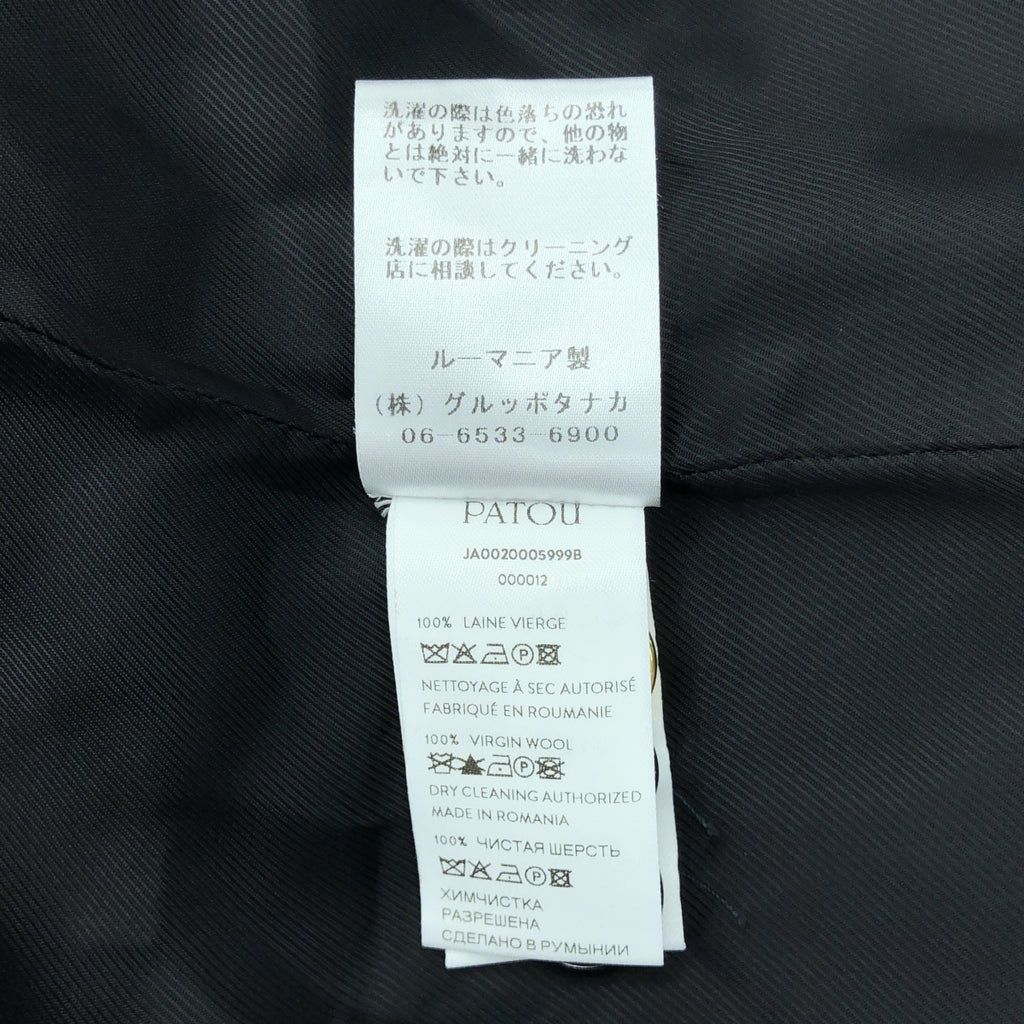 洗濯の際は色落ちの恐れ
がありますので、他の物
とは絶対に一緒に洗わな
いで下さい。
洗濯の際はクリーニング
店に相談してください。
ルーマニア製
(株) グルッポタナカ
06-6533-6900
PATOU
JA0020005999B
000012
100% LAINE VIERGE
NETTOYAGE À SEC AUTORISÉ
FABRIQUÉ EN ROUMANIE
100% VIRGIN WOOL
DRY CLEANING AUTHORIZED
MADE IN ROMANIA
100% ЧИСТАЯ ШЕРСТЬ
ХИМЧИСТКА
РАЗРЕШЕНА
СДЕЛАНО В РУМЫНИИ